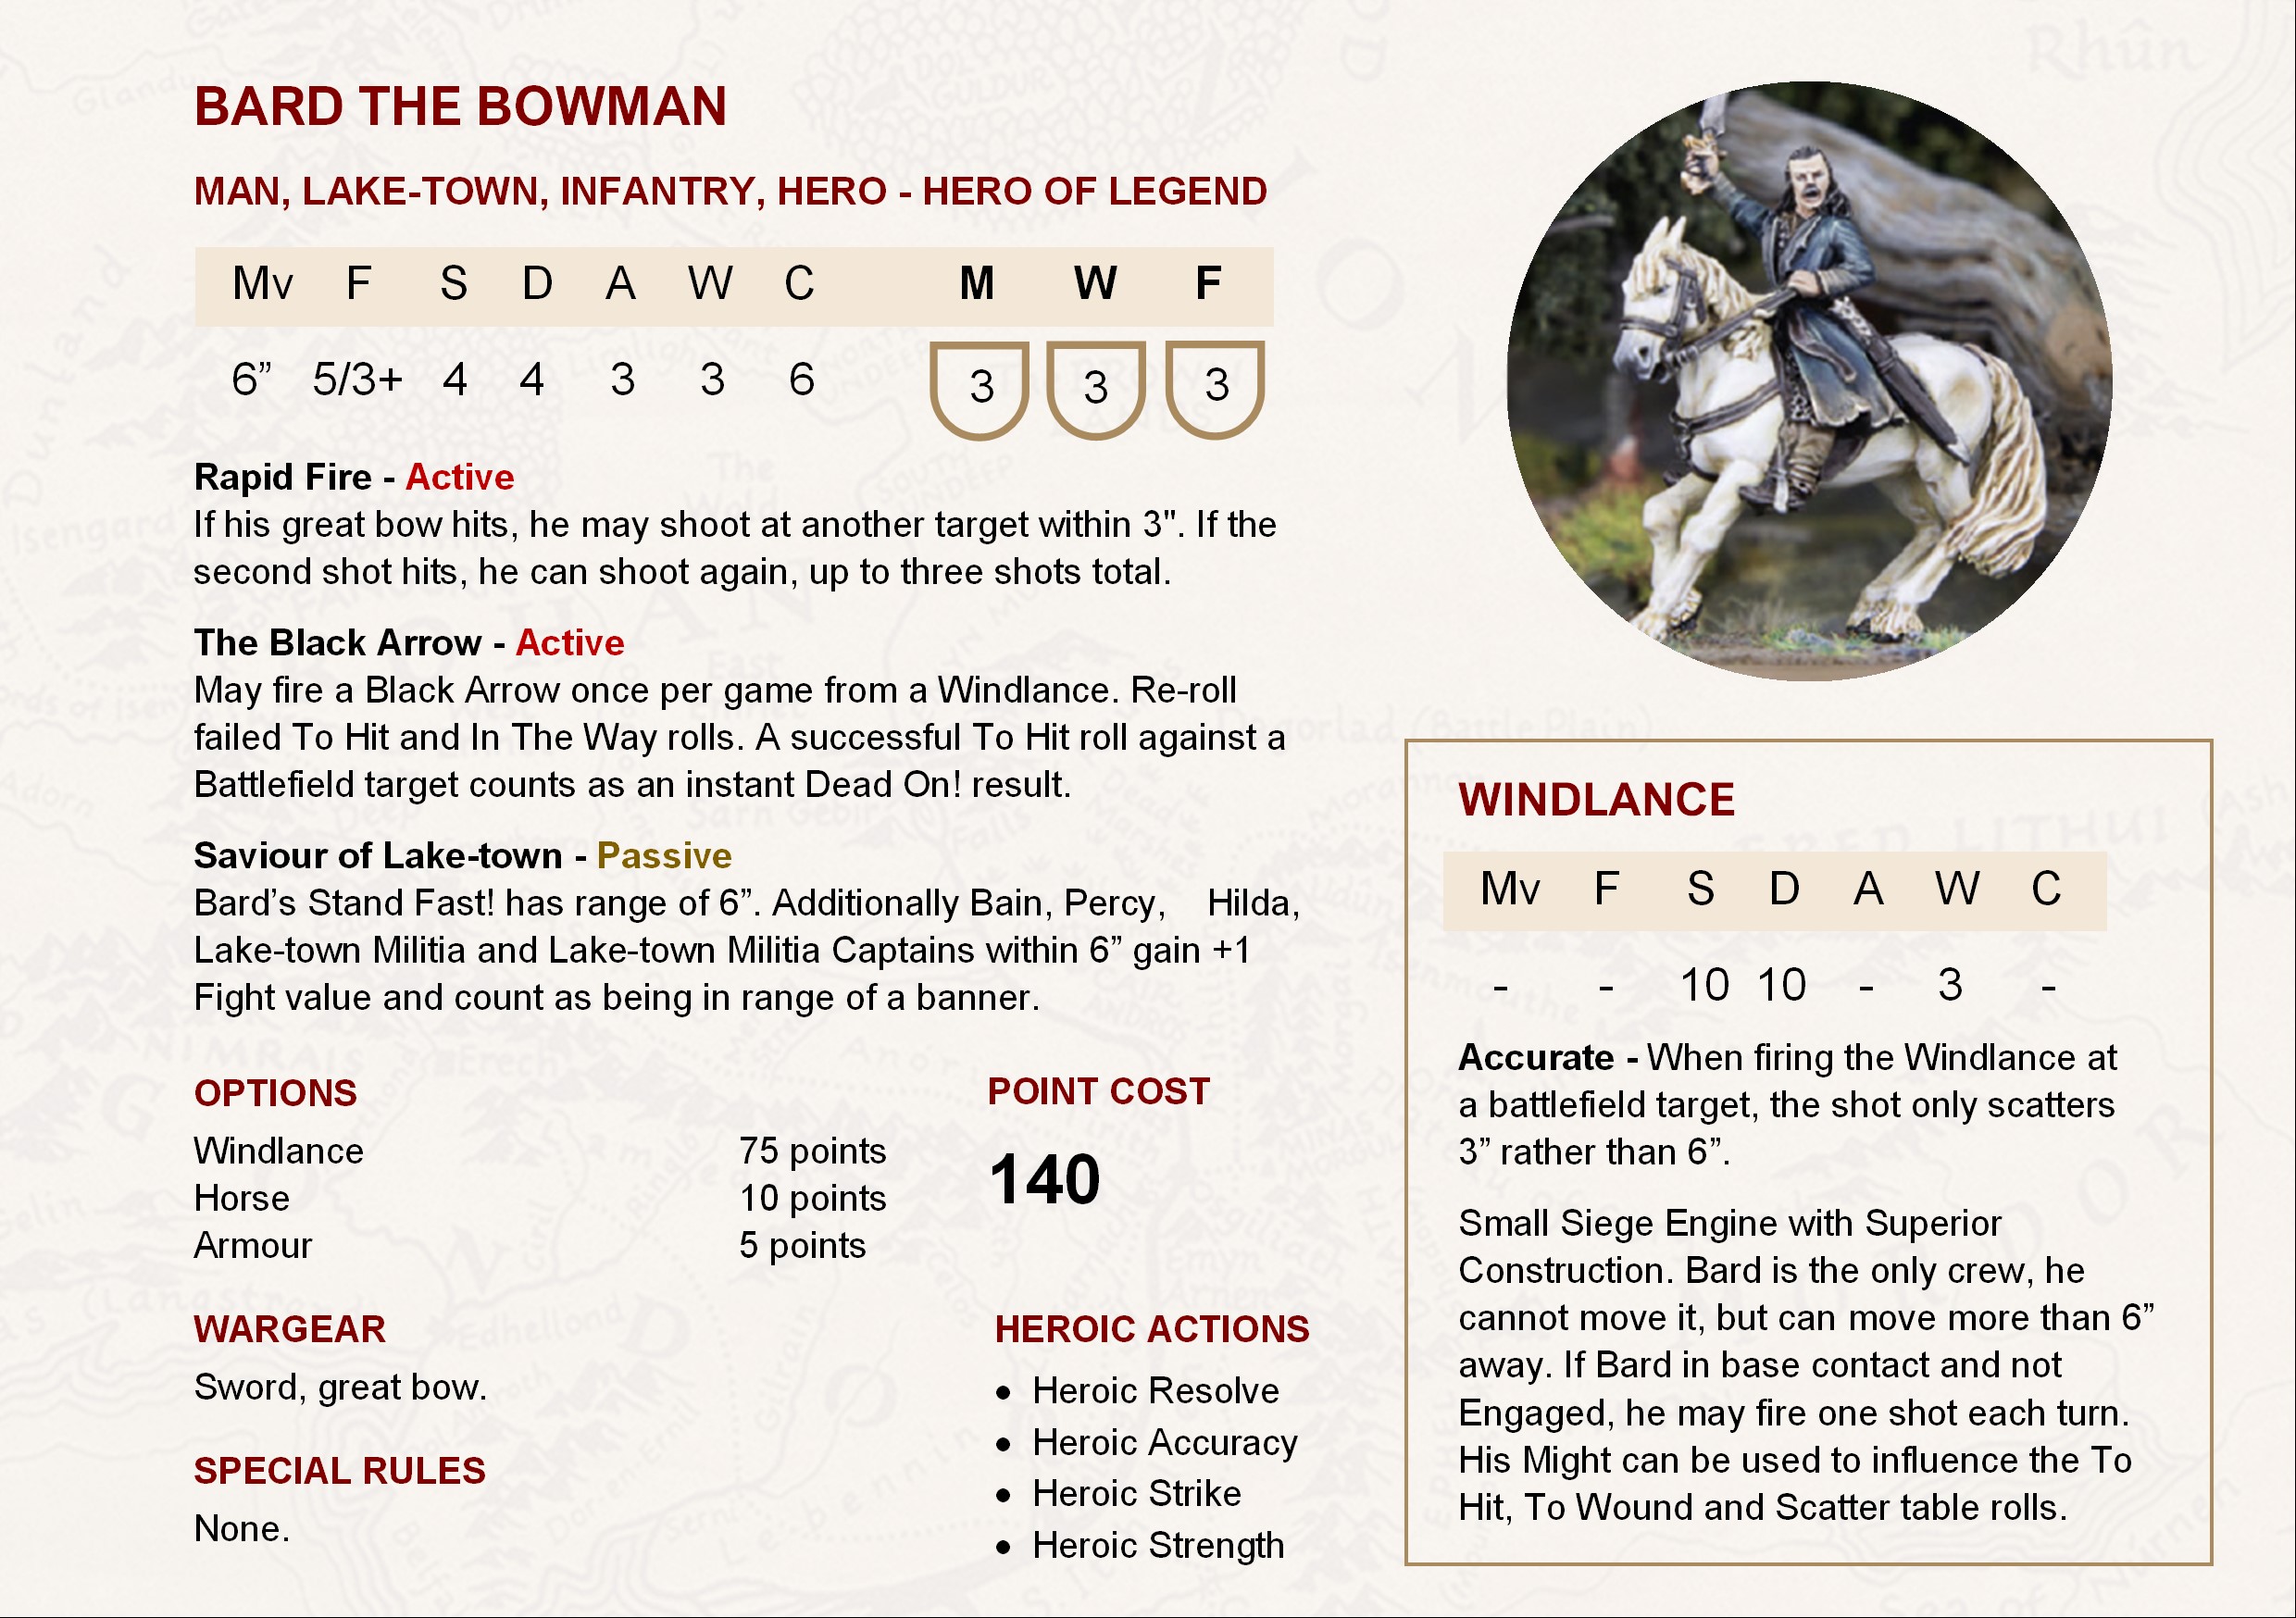 BARD THE BOWMAN
MAN, LAKE-TOWN, INFANTRY, HERO - HERO OF LEGEND
Mv F S D A W C M W F
6” 5/3+ 4 4 3 3 6 3 3 3
Rapid Fire - Active
If his great bow hits, he may shoot at another target within 3". If the
second shot hits, he can shoot again, up to three shots total.
The Black Arrow - Active
May fire a Black Arrow once per game from a Windlance. Re-roll
failed To Hit and In The Way rolls. A successful To Hit roll against a
Battlefield target counts as an instant Dead On! result.
Saviour of Lake-town - Passive
Bard’s Stand Fast! has range of 6”. Additionally Bain, Percy, Hilda,
Lake-town Militia and Lake-town Militia Captains within 6” gain +1
Fight value and count as being in range of a banner.
OPTIONS
Windlance 75 points
Horse 10 points
Armour 5 points
POINT COST
140
WARGEAR
Sword, great bow.
SPECIAL RULES
None.
HEROIC ACTIONS
• Heroic Resolve
• Heroic Accuracy
• Heroic Strike
• Heroic Strength
WINDLANCE
Mv F S D A W C
- - 10 10 - 3 -
Accurate - When firing the Windlance at
a battlefield target, the shot only scatters
3” rather than 6”.
Small Siege Engine with Superior
Construction. Bard is the only crew, he
cannot move it, but can move more than 6”
away. If Bard in base contact and not
Engaged, he may fire one shot each turn.
His Might can be used to influence the To
Hit, To Wound and Scatter table rolls.
Rhûn
Dunland
Isengard
Adorn
Erech
Edhellond
Dagorlad (Battle Plain)